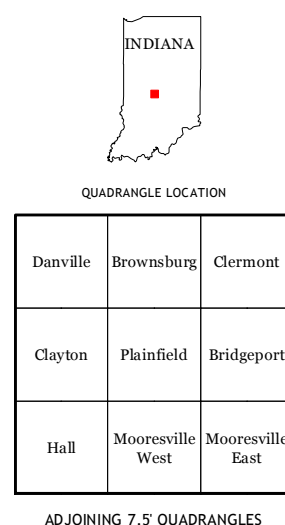 INDIANA
QUADRANGLE LOCATION
Danville Brownsburg Clermont
Clayton Plainfield Bridgeport
Hall Mooresville West Mooresville East
ADJOINING 7.5' QUADRANGLES